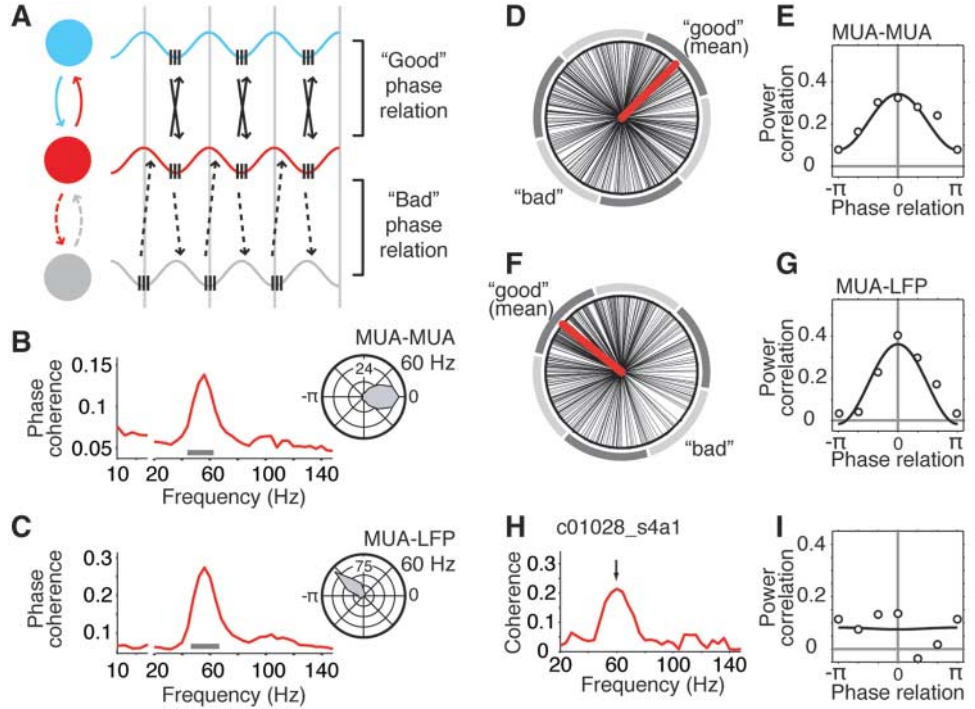 A
“Good”
phase
relation
“Bad”
phase
relation
B
MUA-MUA
60 Hz
24
-π
0
0.15
0.1
0.05
Phase
coherence
10 20 60 100 140
Frequency (Hz)
C
MUA-LFP
60 Hz
75
-π
0
0.3
0.2
0.1
Phase
coherence
10 20 60 100 140
Frequency (Hz)
D
“good”
(mean)
“bad”
E
MUA-MUA
Power
correlation
0.4
0.2
0
-π 0 π
Phase relation
F
“good”
(mean)
“bad”
G
MUA-LFP
Power
correlation
0.4
0.2
0
-π 0 π
Phase relation
H
c01028_s4a1
Coherence
0.3
0.2
0.1
0
20 60 100 140
Frequency (Hz)
I
Power
correlation
0.4
0.2
0
-π 0 π
Phase relation